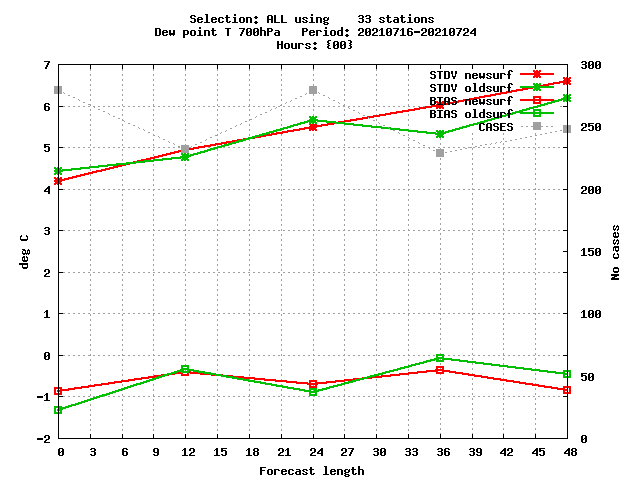 Selection: ALL using    33 stations
Dew point T 700hPa   Period: 20210716-20210724
Hours: {00}
STDV newsurf
STDV oldsurf
BIAS newsurf
BIAS oldsurf
CASES
7
6
5
4
3
2
1
0
-1
-2
deg C
300
250
200
150
100
50
0
No cases
0 3 6 9 12 15 18 21 24 27 30 33 36 39 42 45 48
Forecast length